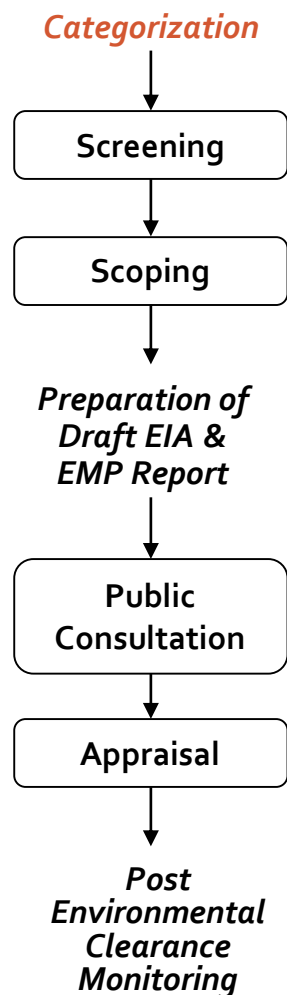 Categorization
Screening
Scoping
Preparation of
Draft EIA &
EMP Report
Public
Consultation
Appraisal
Post
Environmental
Clearance
Monitoring